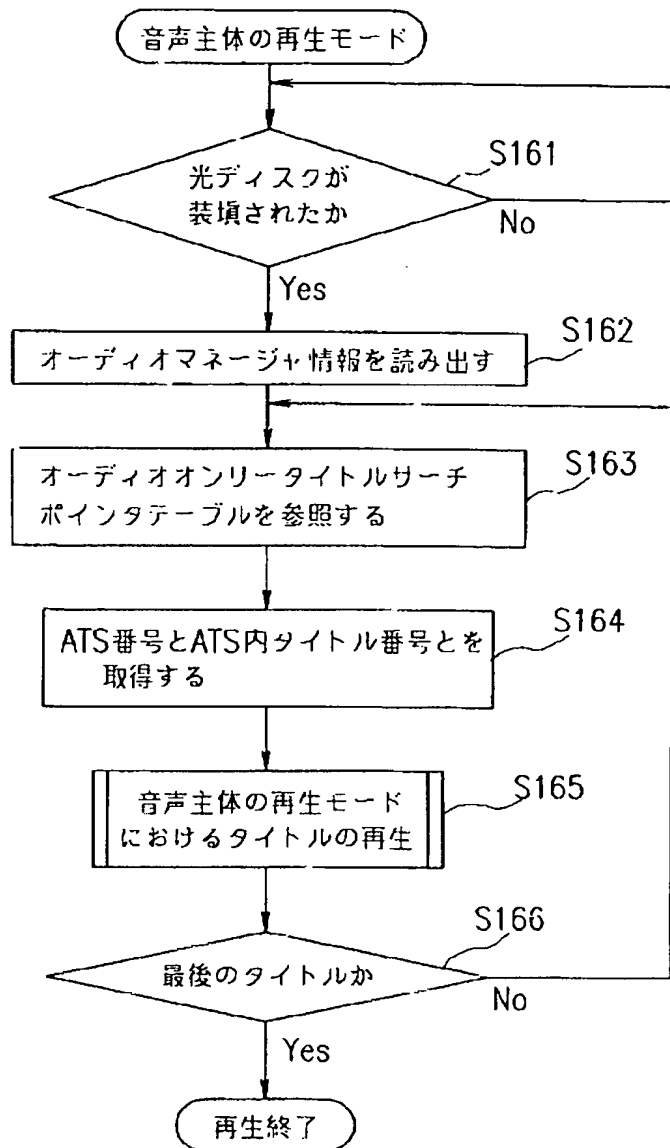 音声主体の再生モード
S161
光ディスクが
装填されたか
No
Yes
S162
オーディオマネージャ情報を読み出す
S163
オーディオオンリータイトルサーチ
ポインタテーブルを参照する
S164
ATS番号とATS内タイトル番号とを
取得する
S165
音声主体の再生モード
におけるタイトルの再生
S166
最後のタイトルか
No
Yes
再生終了